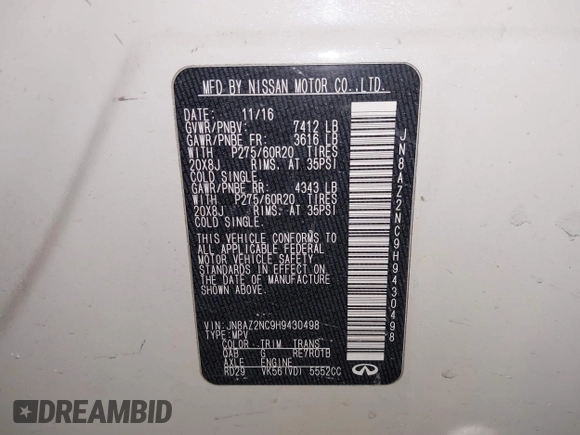 MFD BY NISSAN MOTOR CO.,LTD.
DATE: 11/16
GVWR/PNBV: 7412 LB
GAWR/PNBE FR: 3616 LB
WITH P275/60R20 TIRES
20X8J RIMS. AT 35PSI
COLD SINGLE.
GAWR/PNBE RR: 4343 LB
WITH P275/60R20 TIRES
20X8J RIMS. AT 35PSI
COLD SINGLE.
THIS VEHICLE CONFORMS TO
ALL APPLICABLE FEDERAL
MOTOR VEHICLE SAFETY
STANDARDS IN EFFECT ON
THE DATE OF MANUFACTURE
SHOWN ABOVE.
VIN: JN8AZ2NC9H9430498
TYPE: MPV
COLOR TRIM TRANS
QAB G RE7R01B
AXLE ENGINE
RD29 VK56(VD) 5552CC
JN8AZ2NC9H9430498
INFINITI
DREAMBID